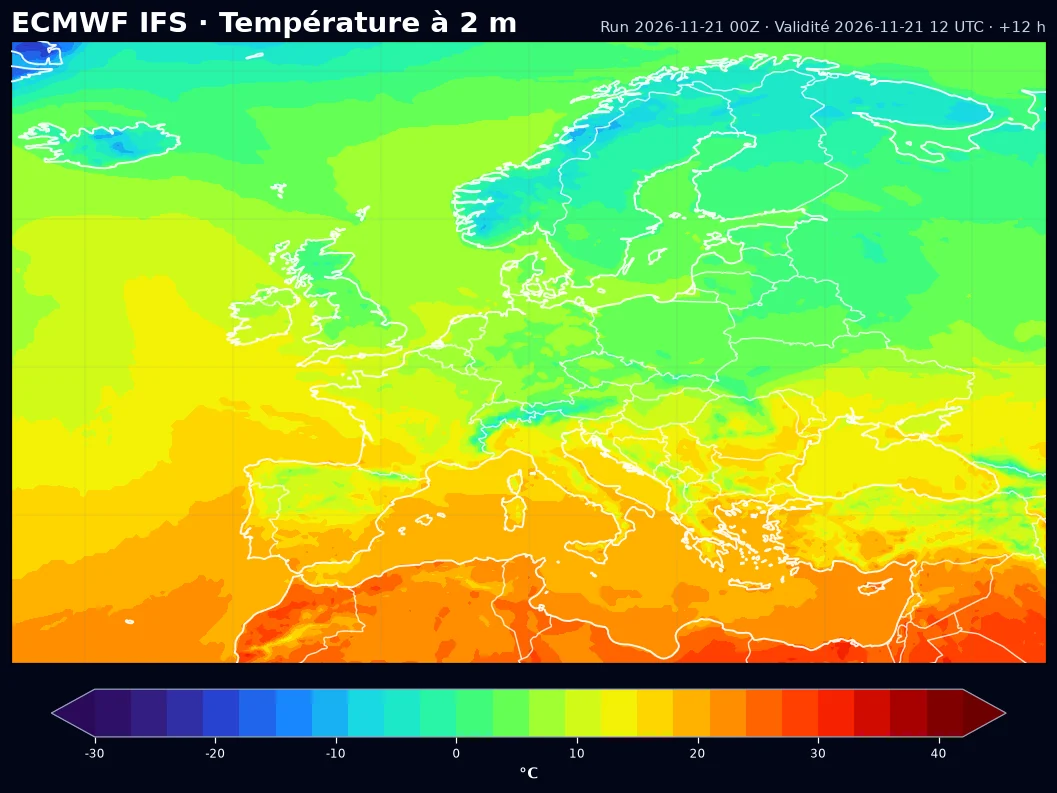 ECMWF IFS · Température à 2 m
Run 2026-11-21 00Z · Validité 2026-11-21 12 UTC · +12 h
-30 -20 -10 0 10 20 30 40
°C